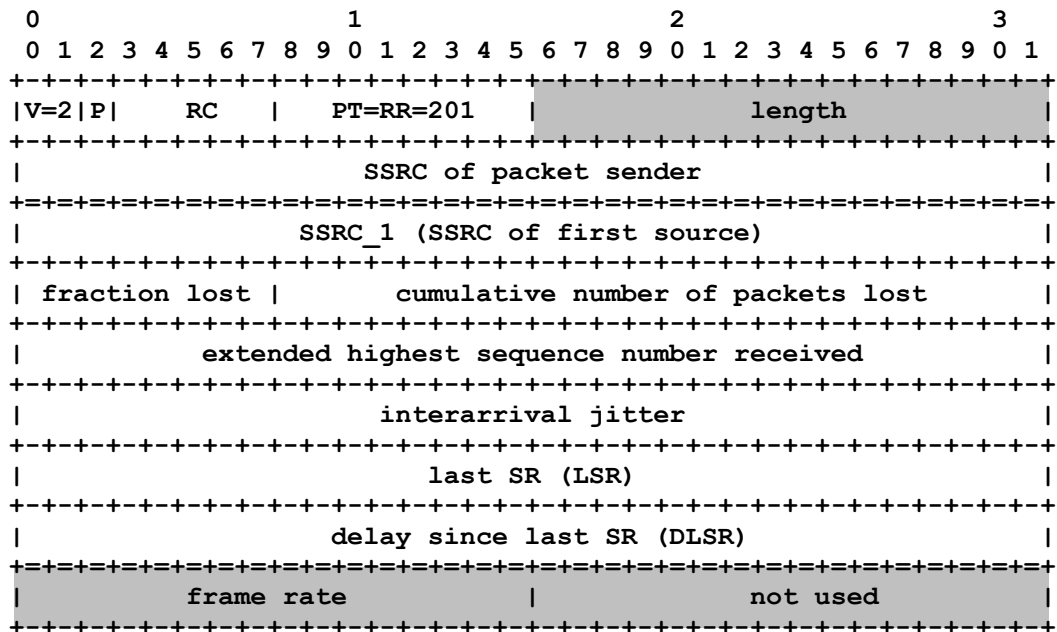 0                   1                   2                   3
0 1 2 3 4 5 6 7 8 9 0 1 2 3 4 5 6 7 8 9 0 1 2 3 4 5 6 7 8 9 0 1
+-+-+-+-+-+-+-+-+-+-+-+-+-+-+-+-+-+-+-+-+-+-+-+-+-+-+-+-+-+-+-+-+
|V=2|P|    RC   |   PT=RR=201   |             length            |
+-+-+-+-+-+-+-+-+-+-+-+-+-+-+-+-+-+-+-+-+-+-+-+-+-+-+-+-+-+-+-+-+
|                     SSRC of packet sender                     |
+=+=+=+=+=+=+=+=+=+=+=+=+=+=+=+=+=+=+=+=+=+=+=+=+=+=+=+=+=+=+=+=+
|                 SSRC_1 (SSRC of first source)                 |
+-+-+-+-+-+-+-+-+-+-+-+-+-+-+-+-+-+-+-+-+-+-+-+-+-+-+-+-+-+-+-+-+
| fraction lost |       cumulative number of packets lost       |
+-+-+-+-+-+-+-+-+-+-+-+-+-+-+-+-+-+-+-+-+-+-+-+-+-+-+-+-+-+-+-+-+
|           extended highest sequence number received           |
+-+-+-+-+-+-+-+-+-+-+-+-+-+-+-+-+-+-+-+-+-+-+-+-+-+-+-+-+-+-+-+-+
|                      interarrival jitter                      |
+-+-+-+-+-+-+-+-+-+-+-+-+-+-+-+-+-+-+-+-+-+-+-+-+-+-+-+-+-+-+-+-+
|                         last SR (LSR)                         |
+-+-+-+-+-+-+-+-+-+-+-+-+-+-+-+-+-+-+-+-+-+-+-+-+-+-+-+-+-+-+-+-+
|                   delay since last SR (DLSR)                  |
+=+=+=+=+=+=+=+=+=+=+=+=+=+=+=+=+=+=+=+=+=+=+=+=+=+=+=+=+=+=+=+=+
|          frame rate           |             not used          |
+-+-+-+-+-+-+-+-+-+-+-+-+-+-+-+-+-+-+-+-+-+-+-+-+-+-+-+-+-+-+-+-+